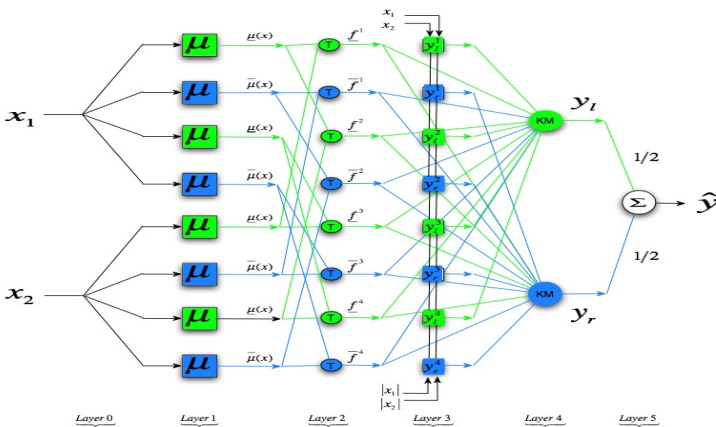 x₁
x₂
μ μ̲(x) T f̲¹ y_l^1
μ μ̄(x) T f̄¹ y_r^1
μ μ̲(x) T f̲² y_l^2
μ μ̄(x) T f̄² y_r^2
μ μ̲(x) T f̲³ y_l^3
μ μ̄(x) T f̄³ y_r^3
μ μ̲(x) T f̲⁴ y_l^4
μ μ̄(x) T f̄⁴ y_r^4
x₁
x₂
|x₁|
|x₂|
KM y_l
KM y_r
1/2
Σ ŷ
1/2
Layer 0 Layer 1 Layer 2 Layer 3 Layer 4 Layer 5